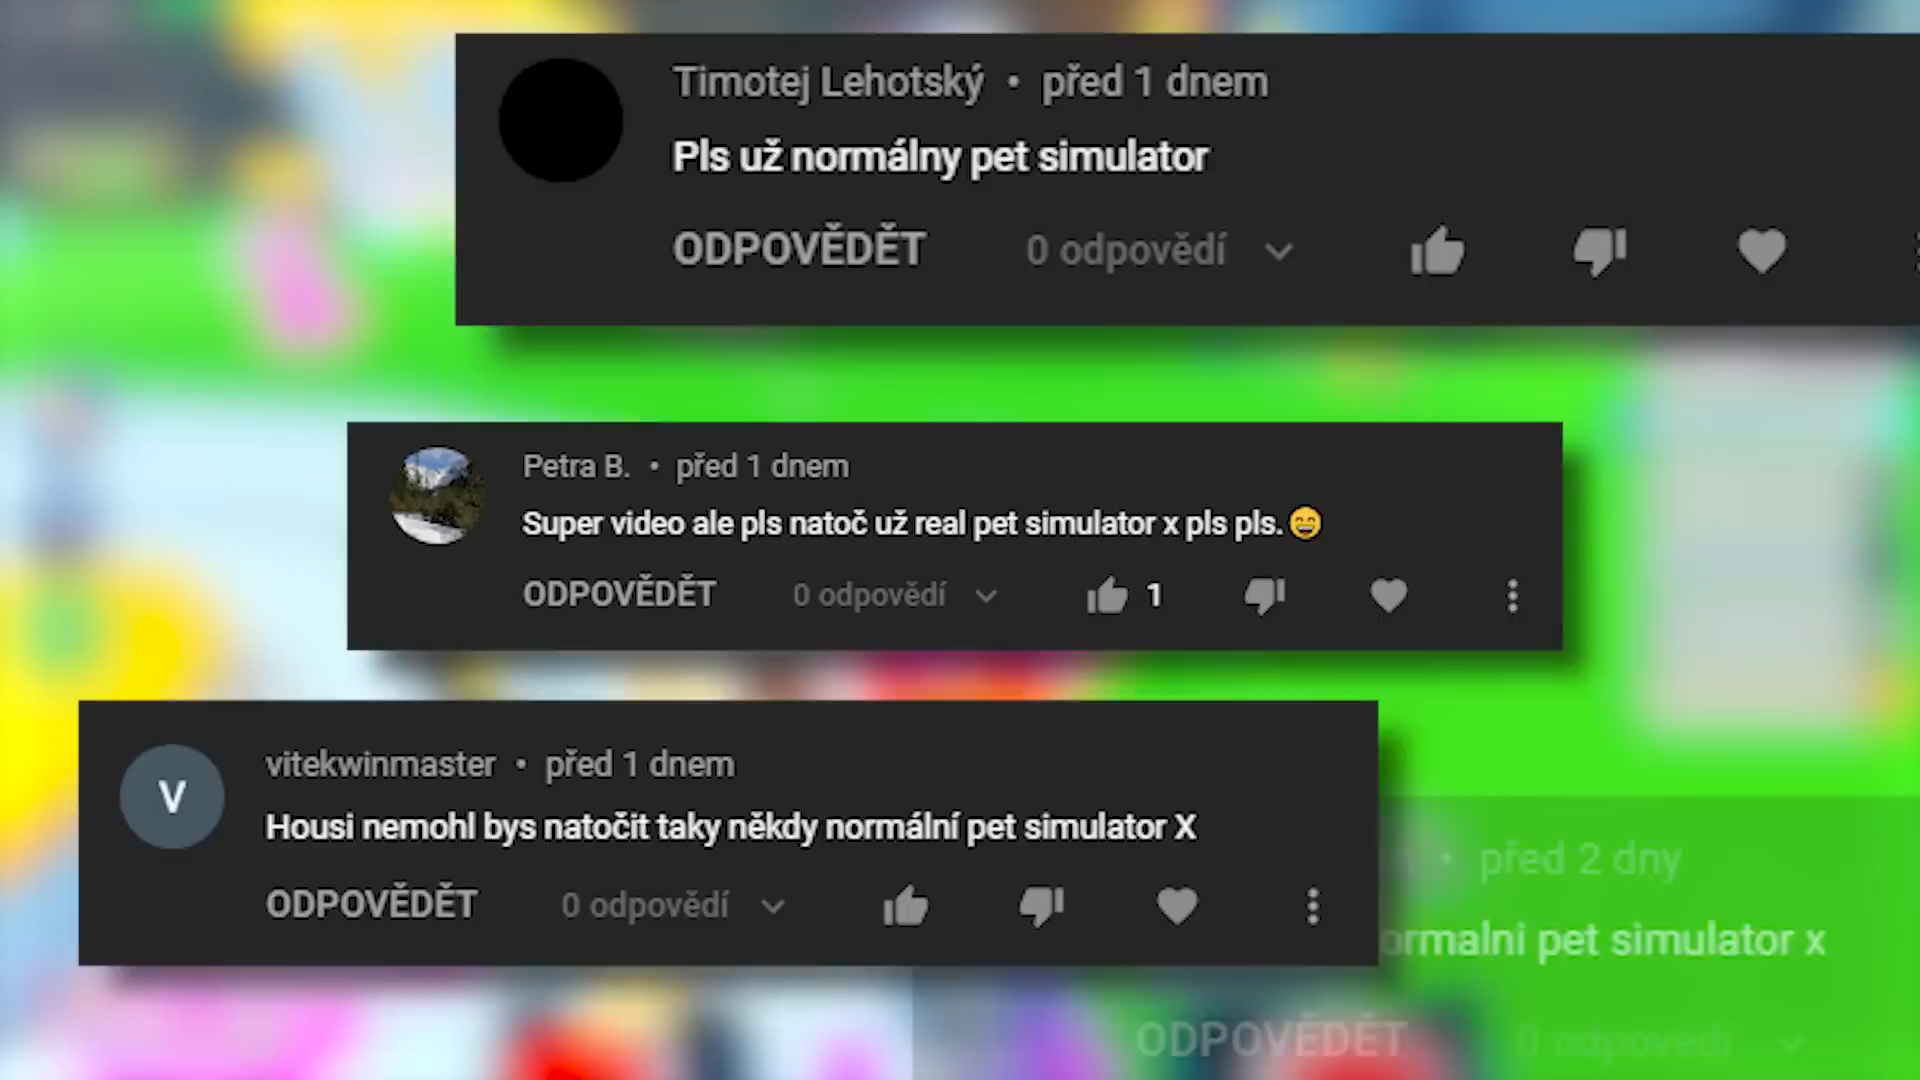 Timotej Lehotský • před 1 dnem
Pls už normálny pet simulator
ODPOVĚDĚT 0 odpovědí
Petra B. • před 1 dnem
Super video ale pls natoč už real pet simulator x pls pls.😄
ODPOVĚDĚT 0 odpovědí 1
V
vitekwinmaster • před 1 dnem
Housi nemohl bys natočit taky někdy normální pet simulator X
ODPOVĚDĚT 0 odpovědí
• před 2 dny
pet simulator x
ODPOVĚDĚT 0 odpovědí